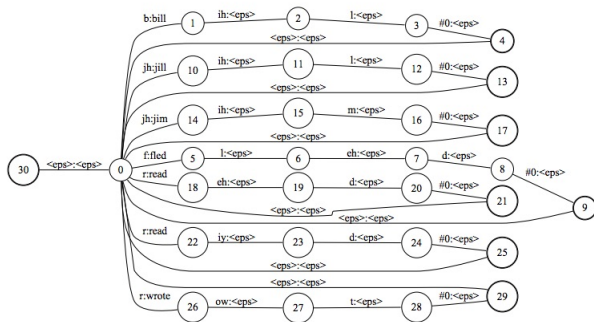 b:bill 1 ih:<eps> 2 l:<eps> 3 #0:<eps> 4
<eps>:<eps>
jh:jill 10 ih:<eps> 11 l:<eps> 12 #0:<eps> 13
<eps>:<eps>
jh:jim 14 ih:<eps> 15 m:<eps> 16 #0:<eps> 17
<eps>:<eps>
30 <eps>:<eps> 0 f:fled 5 l:<eps> 6 eh:<eps> 7 d:<eps> 8 #0:<eps> 9
r:read 18 eh:<eps> 19 d:<eps> 20 #0:<eps> 21
<eps>:<eps>
<eps>:<eps>
r:read 22 iy:<eps> 23 d:<eps> 24 #0:<eps> 25
<eps>:<eps>
<eps>:<eps>
r:wrote 26 ow:<eps> 27 t:<eps> 28 #0:<eps> 29